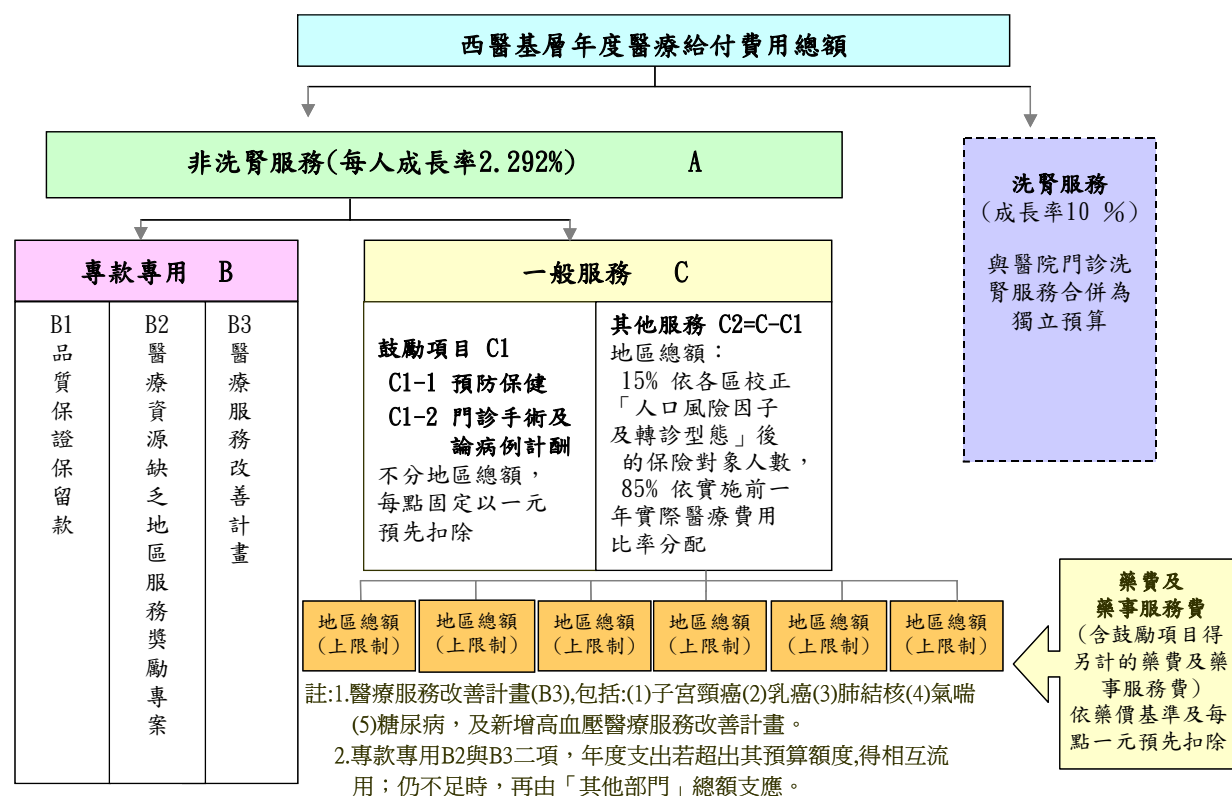 西醫基層年度醫療給付費用總額
非洗腎服務(每人成長率2.292%) A
洗腎服務
(成長率10 %)
與醫院門診洗
腎服務合併為
獨立預算
專款專用 B
B1
品
質
保
證
保
留
款
B2
醫
療
資
源
缺
乏
地
區
服
務
獎
勵
專
案
B3
醫
療
服
務
改
善
計
畫
一般服務 C
鼓勵項目 C1
C1-1 預防保健
C1-2 門診手術及
論病例計酬
不分地區總額，
每點固定以一元
預先扣除
其他服務 C2=C-C1
地區總額：
15% 依各區校正
「人口風險因子
及轉診型態」後
的保險對象人數，
85% 依實施前一
年實際醫療費用
比率分配
地區總額
(上限制)
地區總額
(上限制)
地區總額
(上限制)
地區總額
(上限制)
地區總額
(上限制)
地區總額
(上限制)
藥費及
藥事服務費
(含鼓勵項目得
另計的藥費及藥
事服務費)
依藥價基準及每
點一元預先扣除
註:1.醫療服務改善計畫(B3),包括:(1)子宮頸癌(2)乳癌(3)肺結核(4)氣喘
(5)糖尿病，及新增高血壓醫療服務改善計畫。
2.專款專用B2與B3二項，年度支出若超出其預算額度,得相互流
用；仍不足時，再由「其他部門」總額支應。